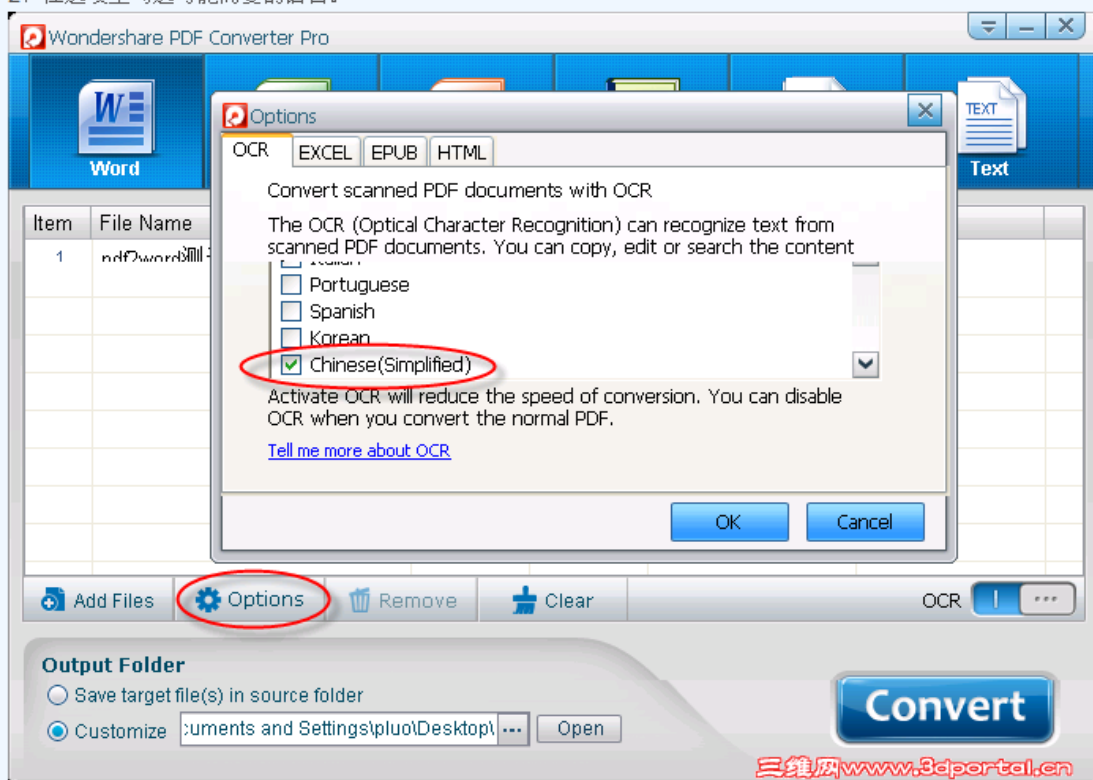 Wondershare PDF Converter Pro
Word
TEXT
Text
Options
OCR EXCEL EPUB HTML
Convert scanned PDF documents with OCR
The OCR (Optical Character Recognition) can recognize text from
scanned PDF documents. You can copy, edit or search the content
Portuguese
Spanish
Korean
Chinese(Simplified)
Activate OCR will reduce the speed of conversion. You can disable
OCR when you convert the normal PDF.
Tell me more about OCR
OK Cancel
Item File Name
1
Add Files Options Remove Clear OCR
Output Folder
Save target file(s) in source folder
Customize :uments and Settings\pluo\Desktop\ ... Open
Convert
三维网www.3dportal.cn